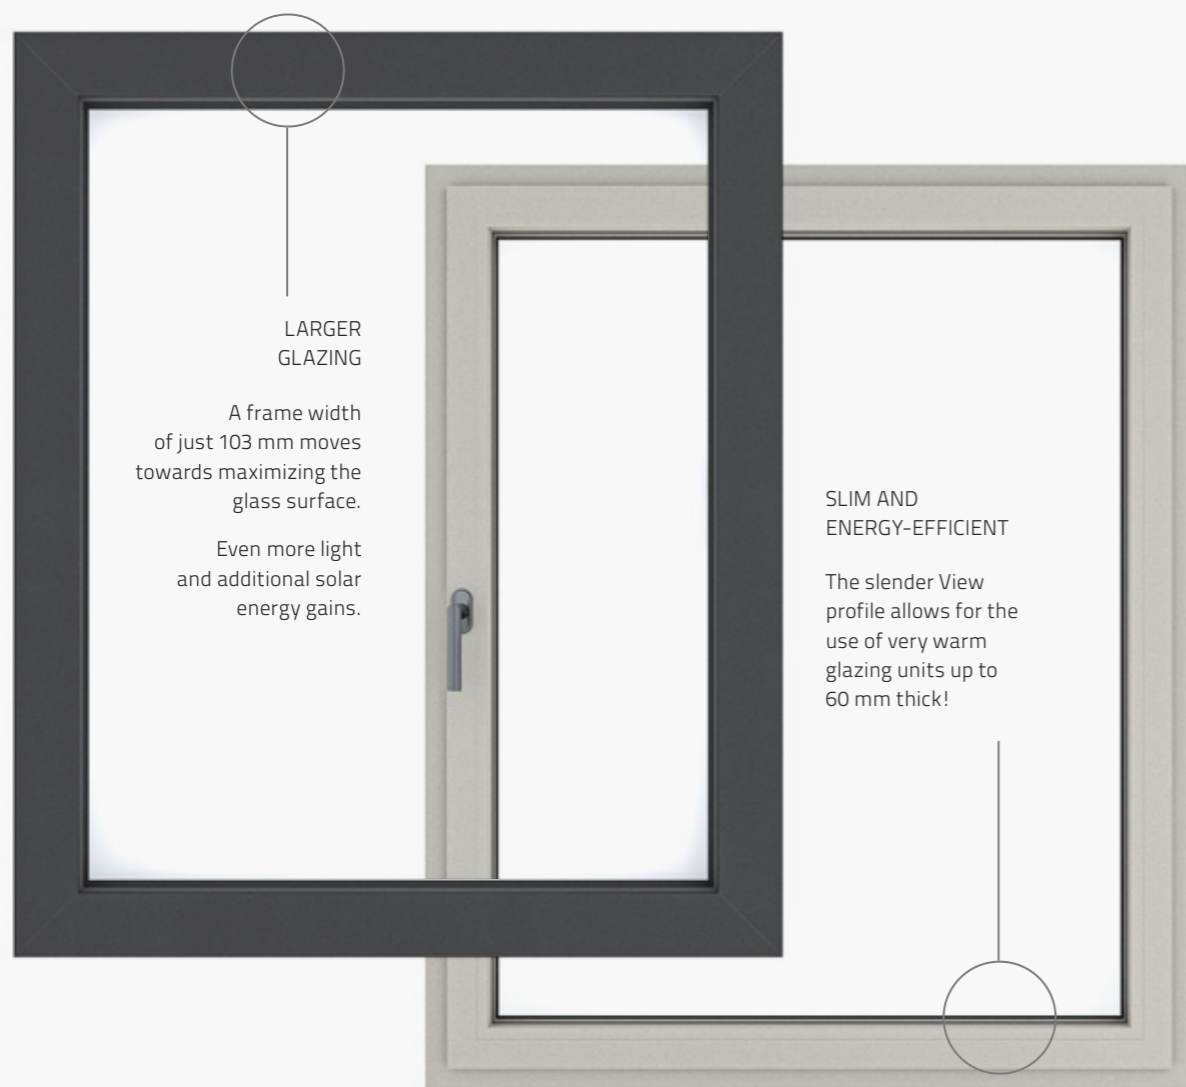 LARGER
GLAZING
A frame width
of just 103 mm moves
towards maximizing the
glass surface.
Even more light
and additional solar
energy gains.
SLIM AND
ENERGY-EFFICIENT
The slender View
profile allows for the
use of very warm
glazing units up to
60 mm thick!